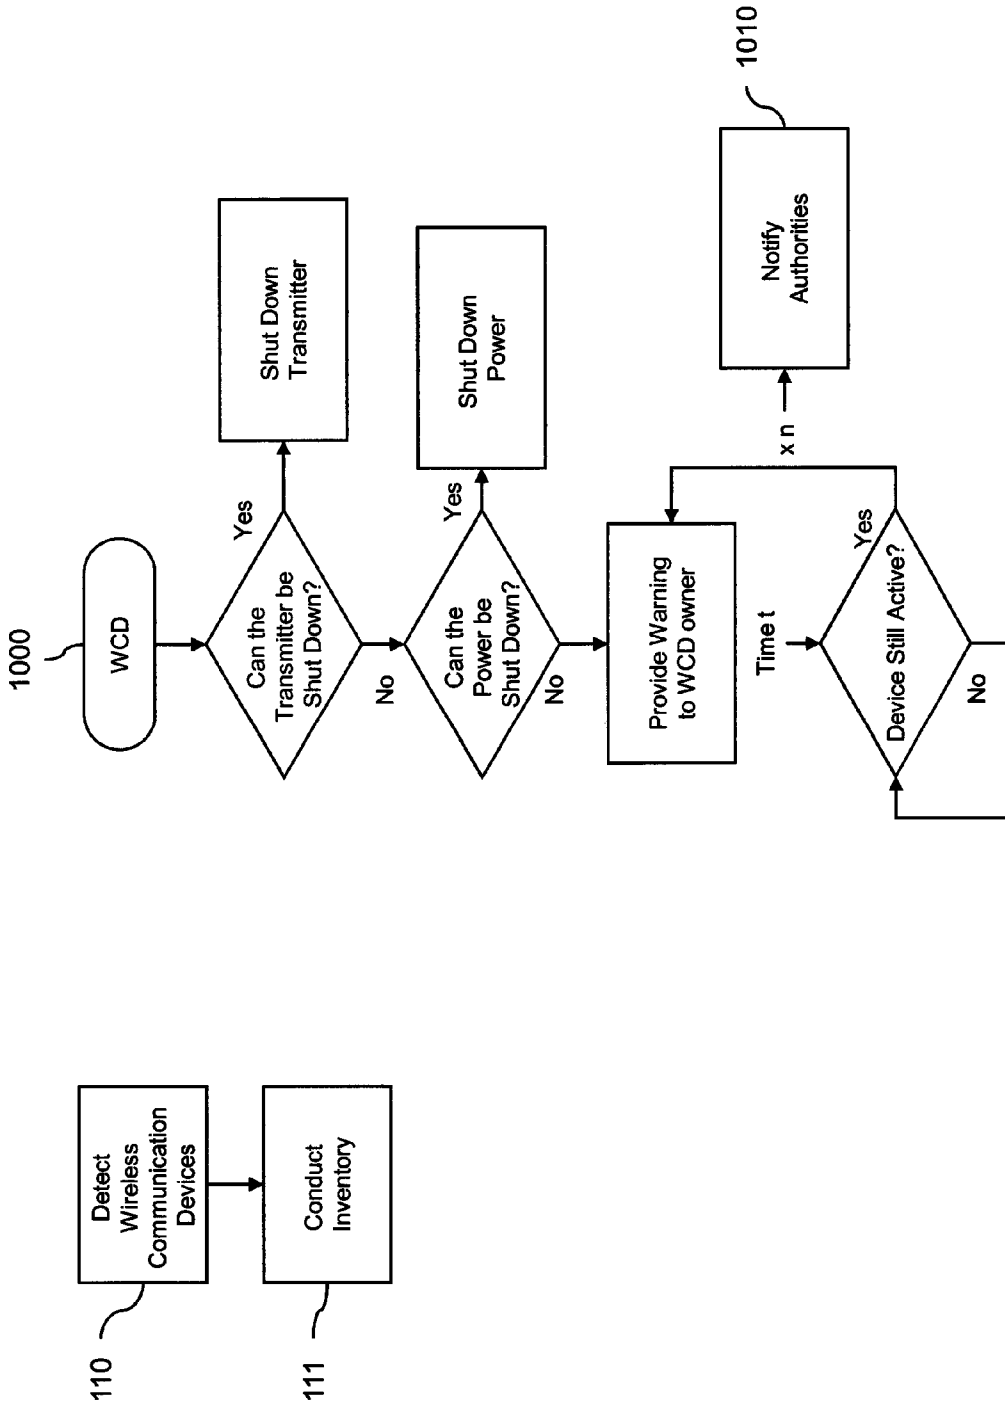 110
Detect
Wireless
Communication
Devices
111
Conduct
Inventory
1000
WCD
Can the
Transmitter be
Shut Down?
Yes
Shut Down
Transmitter
No
Can the
Power be
Shut Down?
Yes
Shut Down
Power
No
Provide Warning
to WCD owner
Time t
Device Still Active?
Yes
x n
Notify
Authorities
1010
No